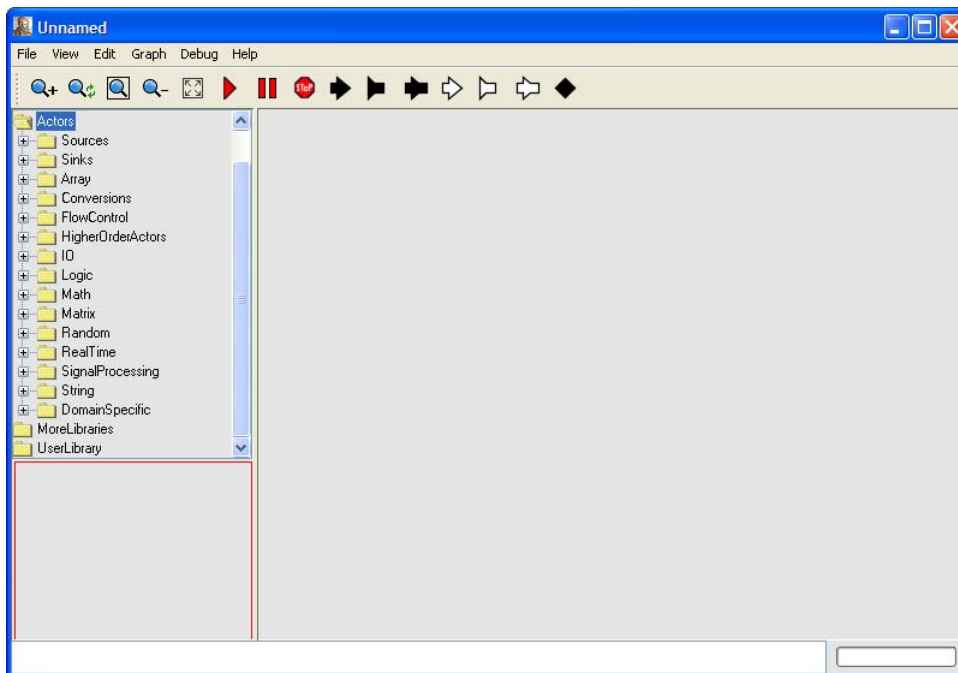 Unnamed
File View Edit Graph Debug Help
STOP
Actors
Sources
Sinks
Array
Conversions
FlowControl
HigherOrderActors
IO
Logic
Math
Matrix
Random
RealTime
SignalProcessing
String
DomainSpecific
MoreLibraries
UserLibrary